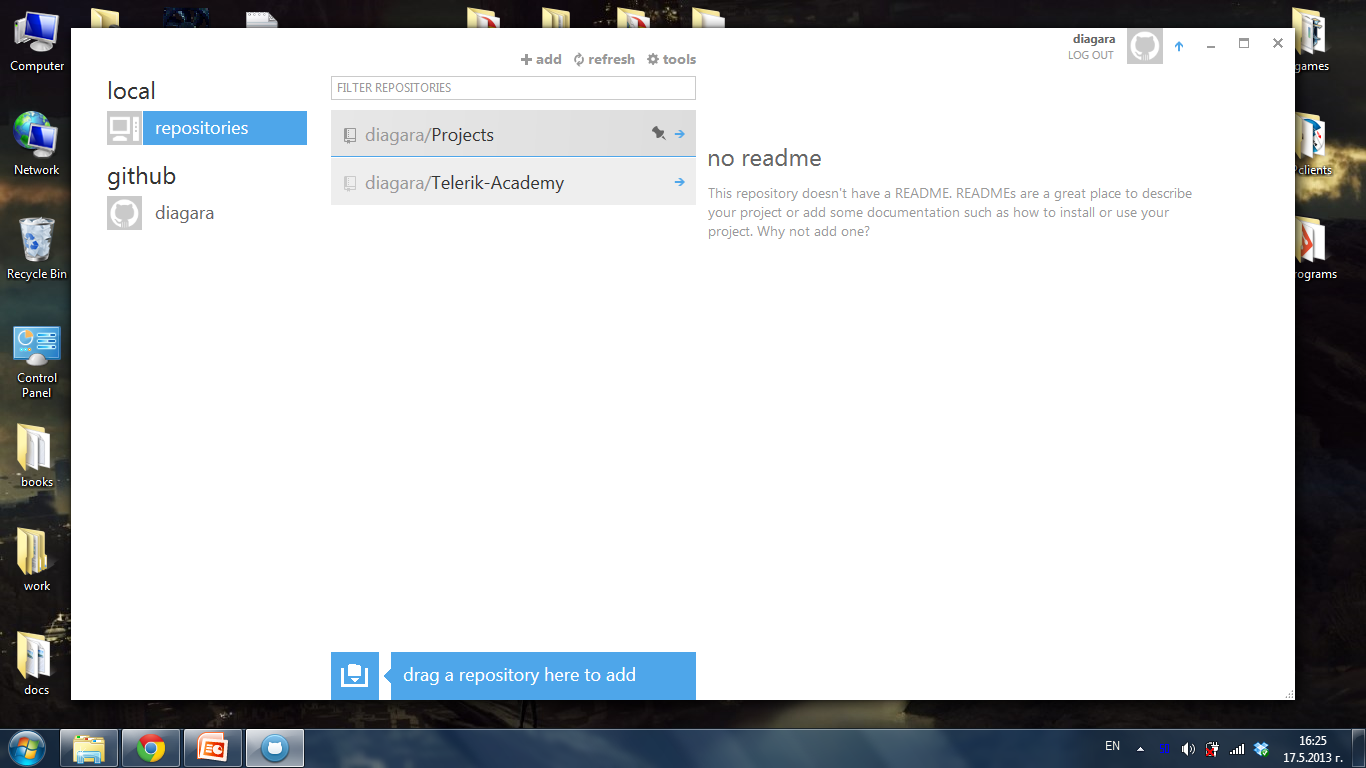 Computer
Network
Recycle Bin
Control
Panel
books
work
docs
diagara
LOG OUT
add
refresh
tools
local
repositories
github
diagara
FILTER REPOSITORIES
diagara/Projects
diagara/Telerik-Academy
no readme
This repository doesn't have a README. READMEs are a great place to describe
your project or add some documentation such as how to install or use your
project. Why not add one?
drag a repository here to add
games
clients
rograms
EN
16:25
17.5.2013 г.